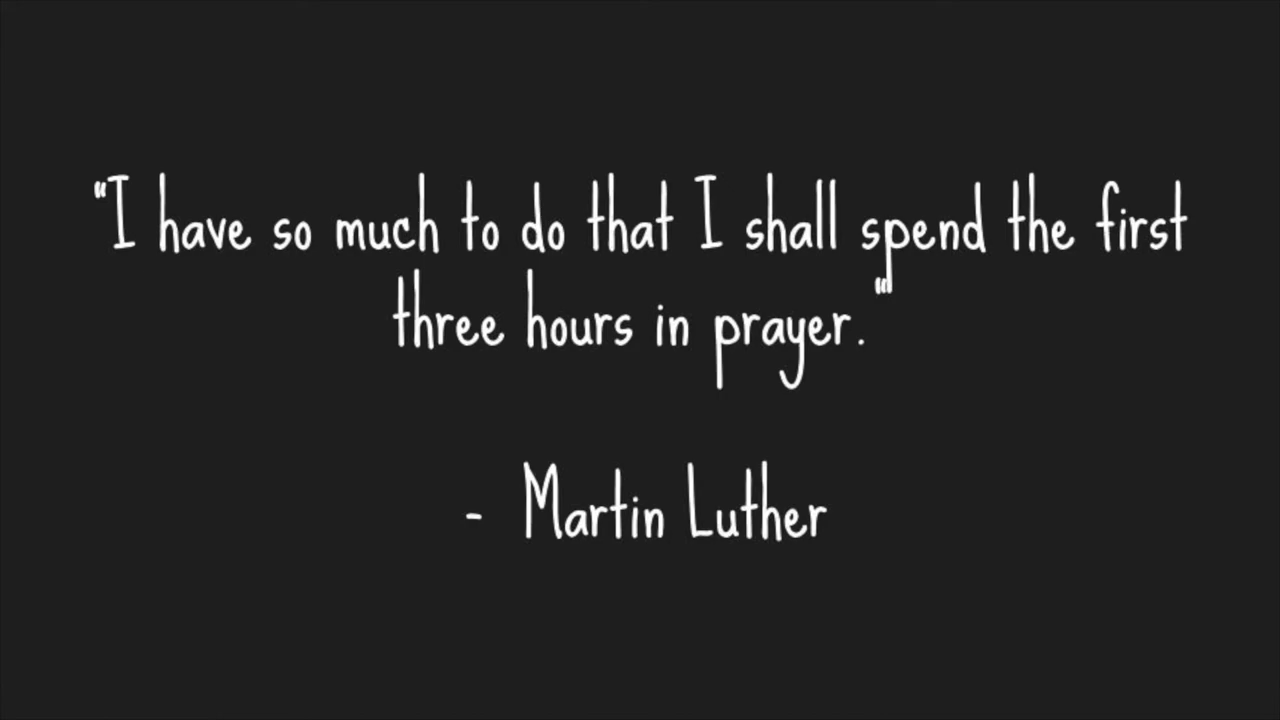 "I have so much to do that I shall spend the first
three hours in prayer."
- Martin Luther